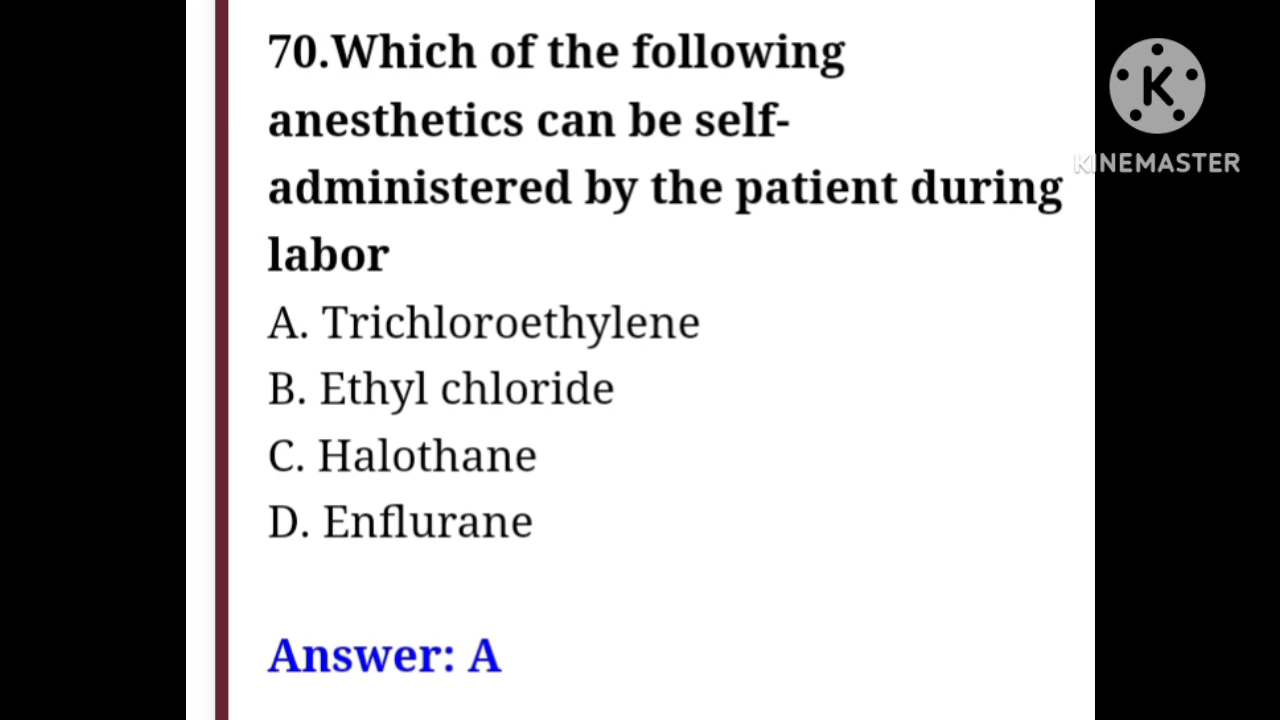 70.Which of the following
anesthetics can be self-
administered by the patient during
labor
A. Trichloroethylene
B. Ethyl chloride
C. Halothane
D. Enflurane
Answer: A
K
KINEMASTER